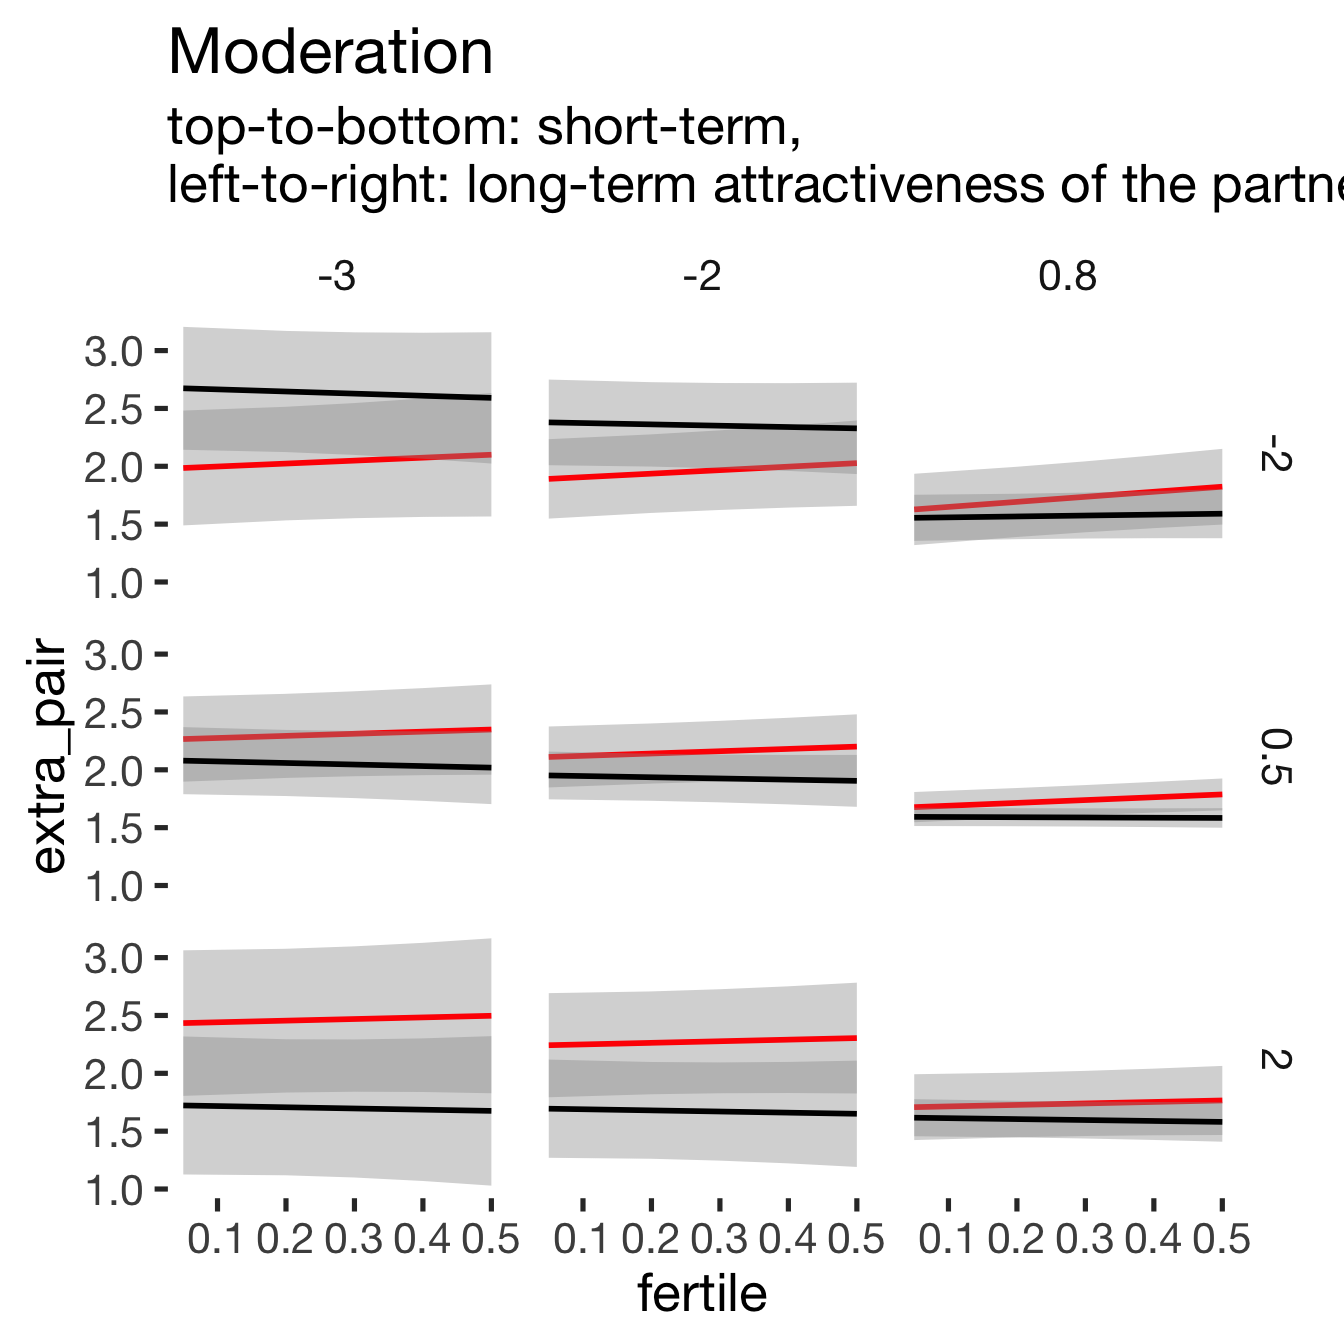 Moderation
top-to-bottom: short-term,
left-to-right: long-term attractiveness of the partne
-3 -2 0.8
3.0
2.5
2.0
1.5
1.0
-2
3.0
2.5
2.0
1.5
1.0
0.5
extra_pair
3.0
2.5
2.0
1.5
1.0
2
0.1 0.2 0.3 0.4 0.5 0.1 0.2 0.3 0.4 0.5 0.1 0.2 0.3 0.4 0.5
fertile